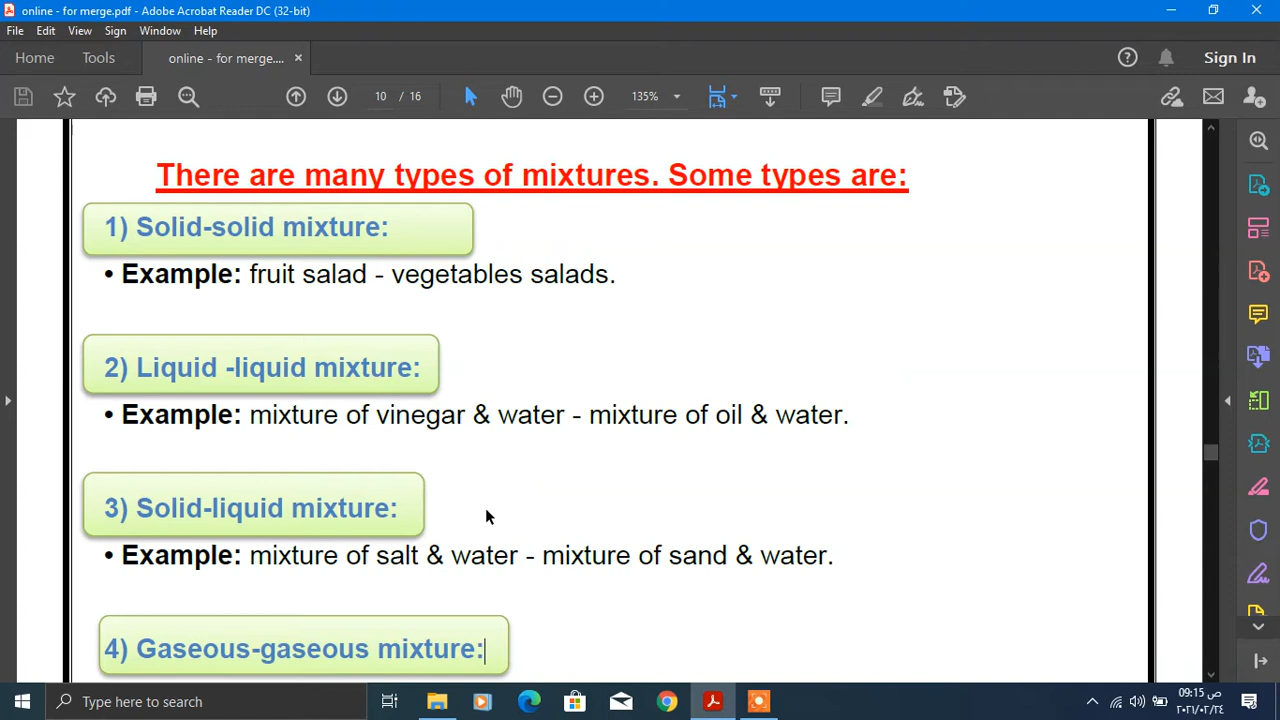 online - for merge.pdf - Adobe Acrobat Reader DC (32-bit)
File Edit View Sign Window Help
Home Tools online - for merge.... × Sign In
10 / 16 135%
There are many types of mixtures. Some types are:
1) Solid-solid mixture:
• Example: fruit salad - vegetables salads.
2) Liquid -liquid mixture:
• Example: mixture of vinegar & water - mixture of oil & water.
3) Solid-liquid mixture:
• Example: mixture of salt & water - mixture of sand & water.
4) Gaseous-gaseous mixture:
Type here to search
09:15 ص
٢٠٢١/٠٣/٢٤